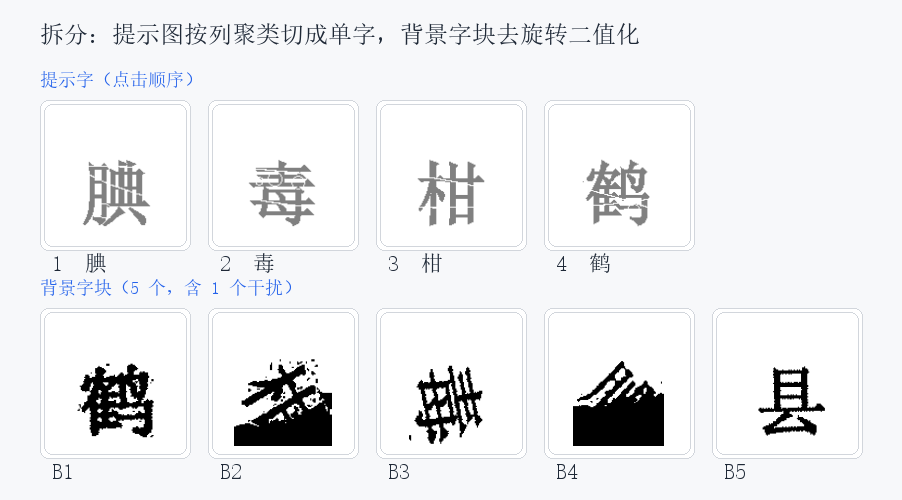 拆分：提示图按列聚类切成单字，背景字块去旋转二值化
提示字（点击顺序）
腆 毒 柑 鹤
1 腆 2 毒 3 柑 4 鹤
背景字块（5 个，含 1 个干扰）
鹤 柑 毒 县
B1 B2 B3 B4 B5